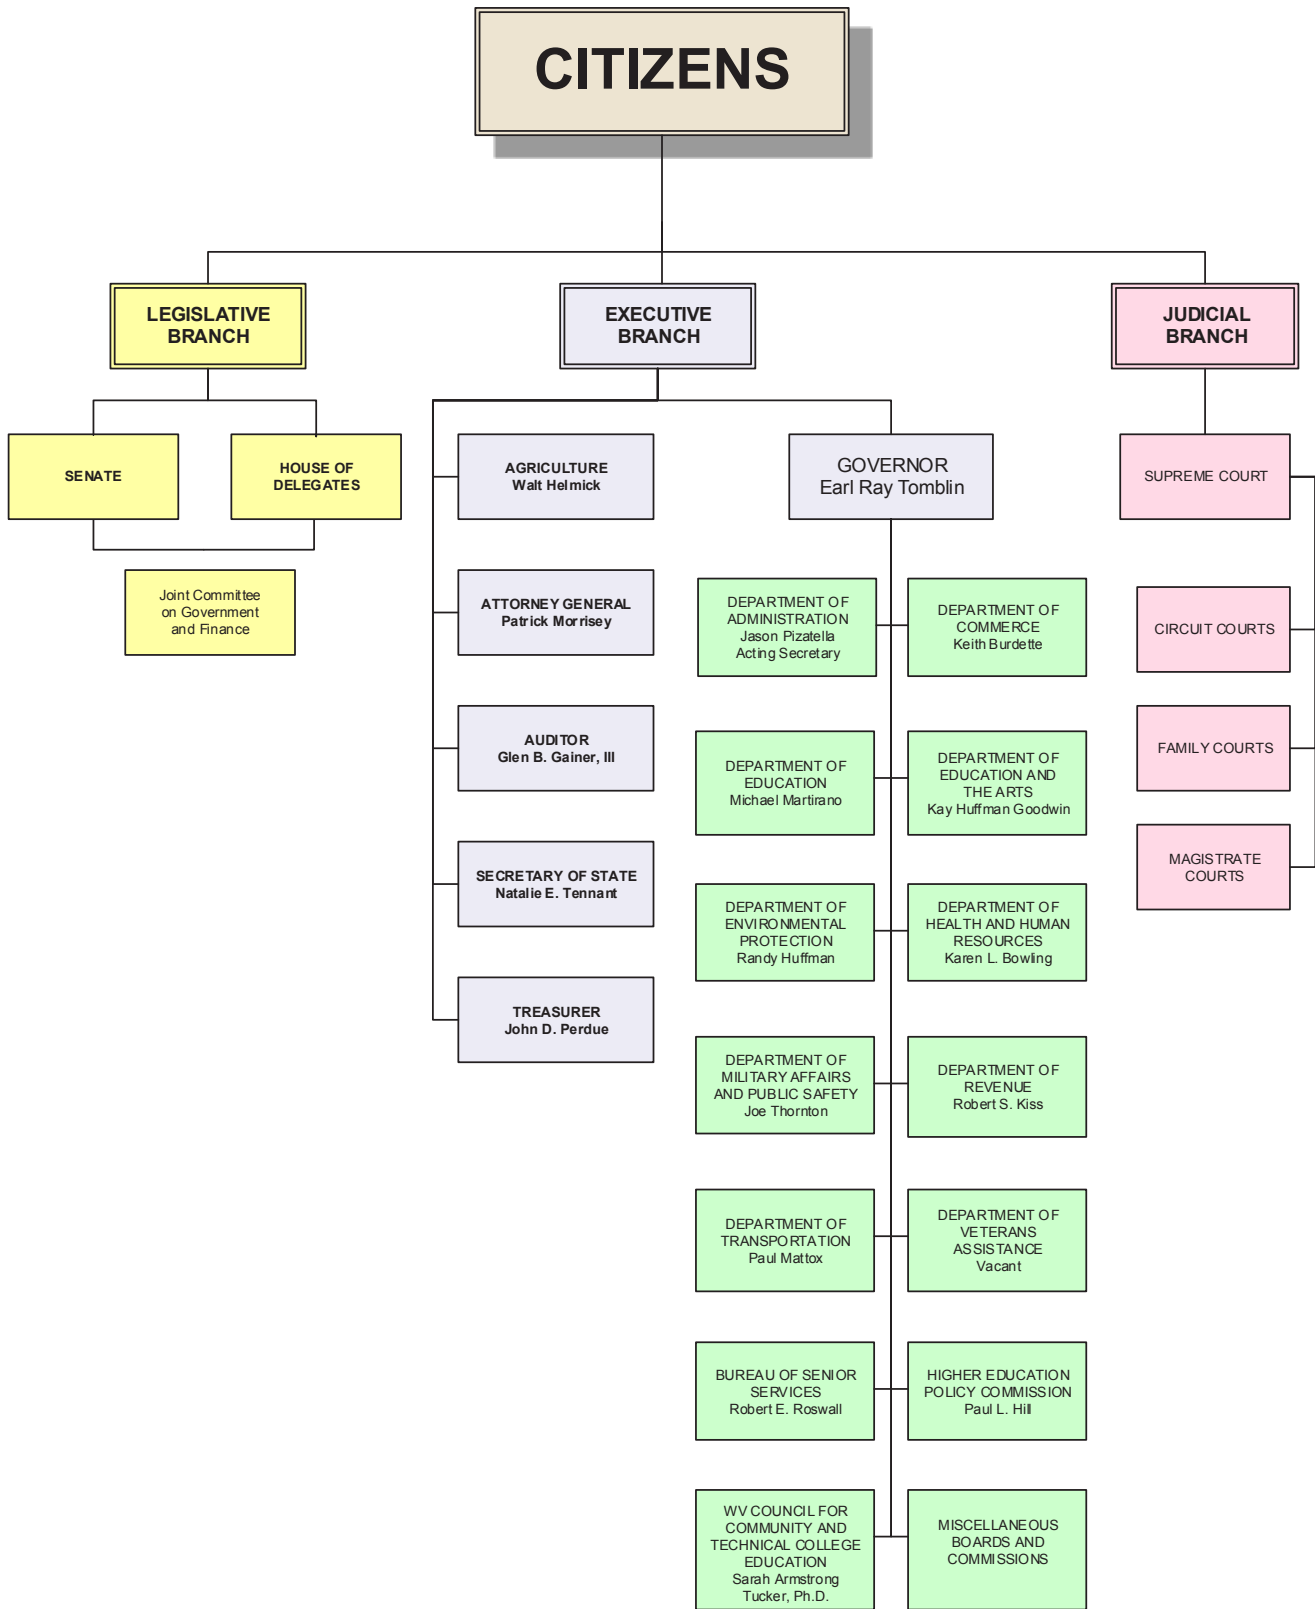 CITIZENS
LEGISLATIVE
BRANCH
EXECUTIVE
BRANCH
JUDICIAL
BRANCH
SENATE
HOUSE OF
DELEGATES
Joint Committee
on Government
and Finance
AGRICULTURE
Walt Helmick
ATTORNEY GENERAL
Patrick Morrisey
AUDITOR
Glen B. Gainer, III
SECRETARY OF STATE
Natalie E. Tennant
TREASURER
John D. Perdue
GOVERNOR
Earl Ray Tomblin
DEPARTMENT OF
ADMINISTRATION
Jason Pizatella
Acting Secretary
DEPARTMENT OF
COMMERCE
Keith Burdette
DEPARTMENT OF
EDUCATION
Michael Martirano
DEPARTMENT OF
EDUCATION AND
THE ARTS
Kay Huffman Goodwin
DEPARTMENT OF
ENVIRONMENTAL
PROTECTION
Randy Huffman
DEPARTMENT OF
HEALTH AND HUMAN
RESOURCES
Karen L. Bowling
DEPARTMENT OF
MILITARY AFFAIRS
AND PUBLIC SAFETY
Joe Thornton
DEPARTMENT OF
REVENUE
Robert S. Kiss
DEPARTMENT OF
TRANSPORTATION
Paul Mattox
DEPARTMENT OF
VETERANS
ASSISTANCE
Vacant
BUREAU OF SENIOR
SERVICES
Robert E. Roswall
HIGHER EDUCATION
POLICY COMMISSION
Paul L. Hill
WV COUNCIL FOR
COMMUNITY AND
TECHNICAL COLLEGE
EDUCATION
Sarah Armstrong
Tucker, Ph.D.
MISCELLANEOUS
BOARDS AND
COMMISSIONS
SUPREME COURT
CIRCUIT COURTS
FAMILY COURTS
MAGISTRATE
COURTS